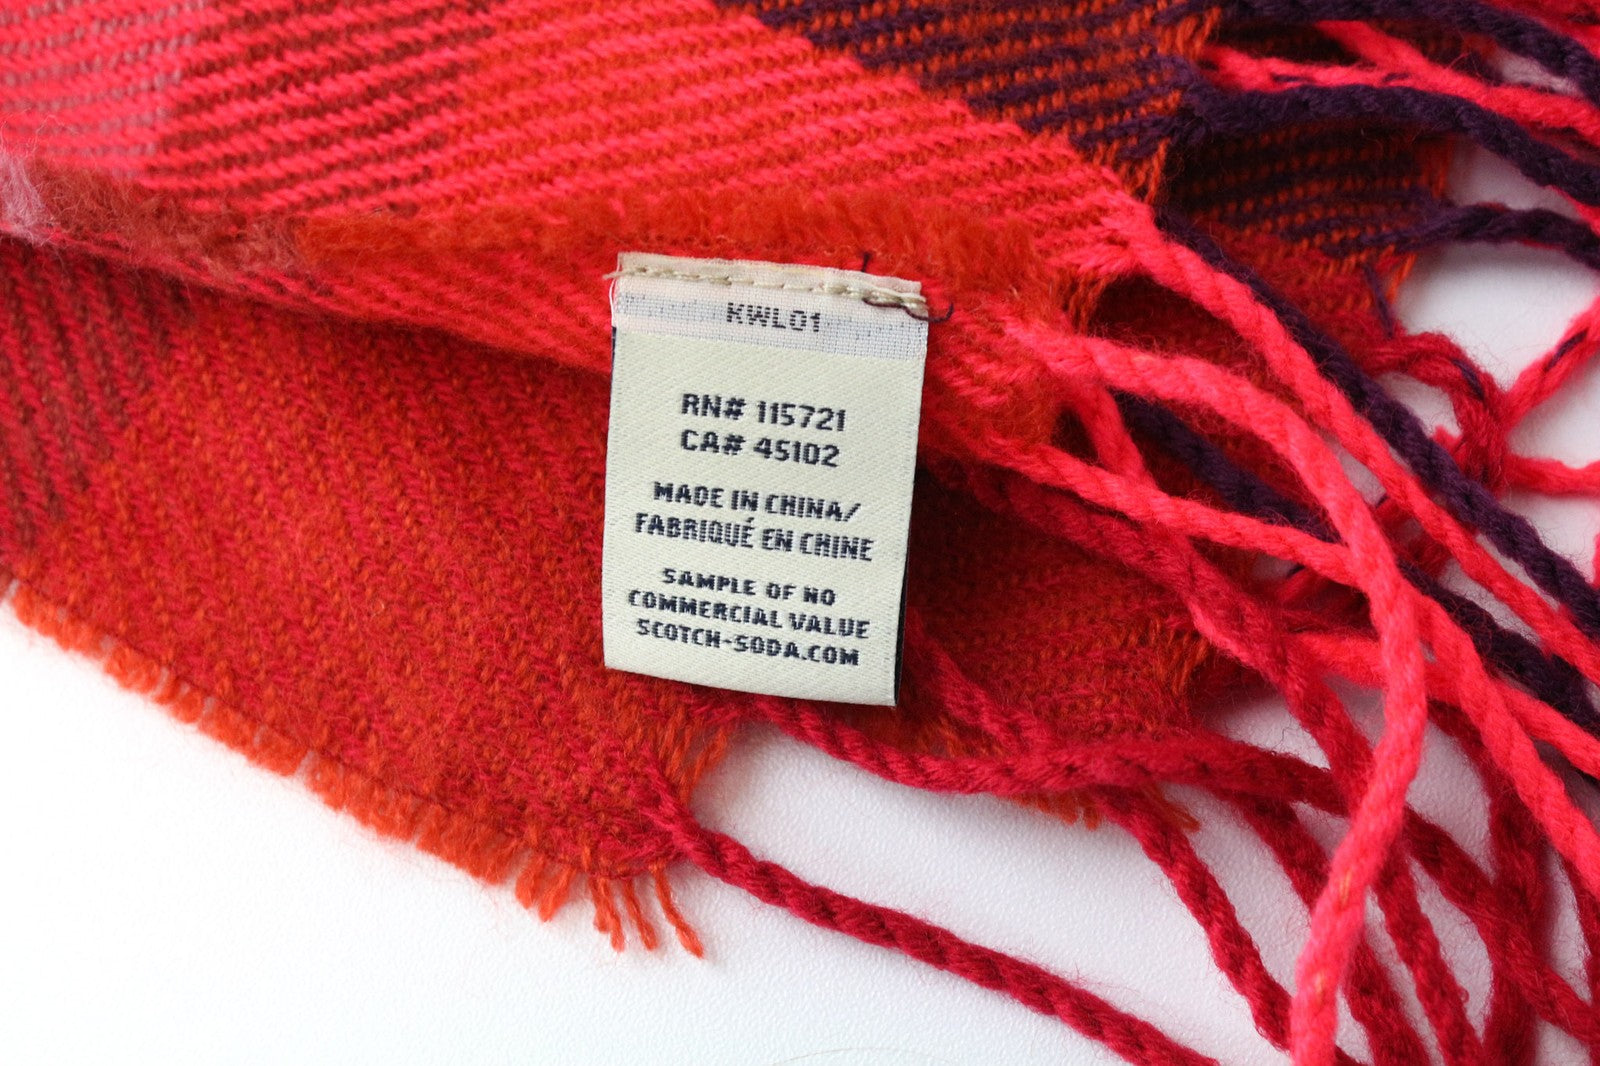 KWL01
RN# 115721
CA# 45102
MADE IN CHINA/
FABRIQUÉ EN CHINE
SAMPLE OF NO
COMMERCIAL VALUE
SCOTCH-SODA.COM